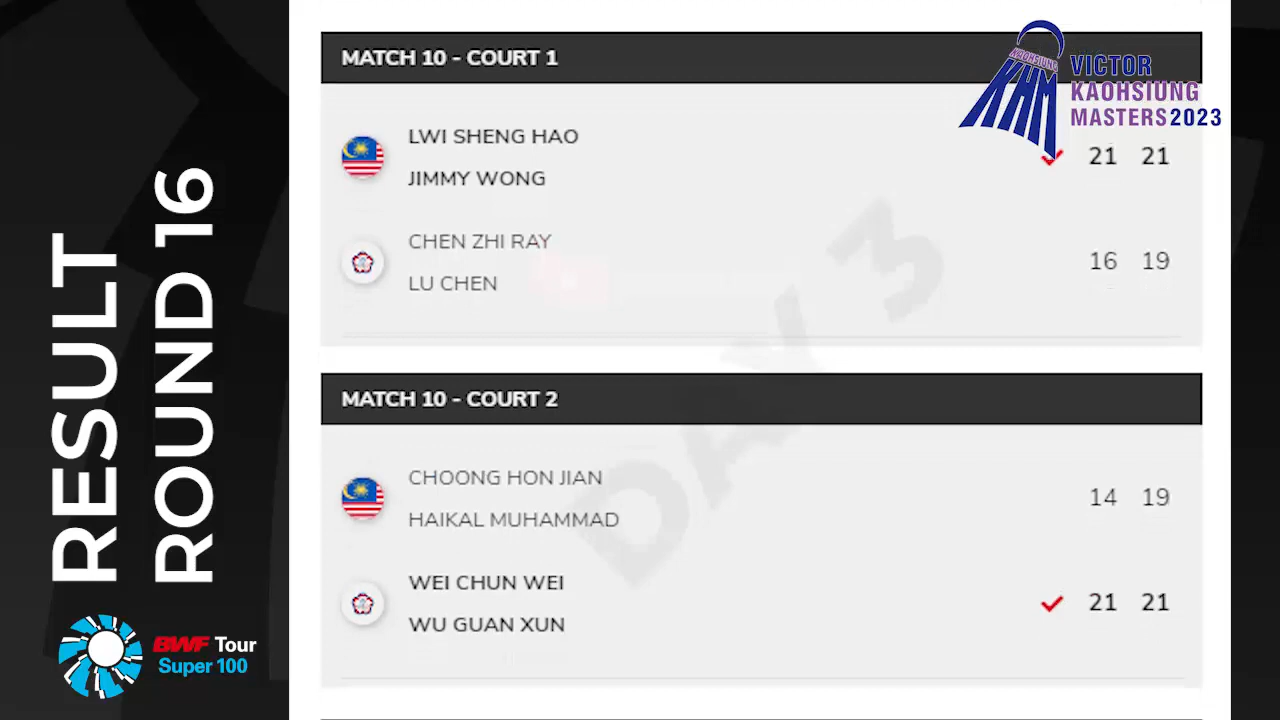 RESULT
ROUND 16
BWF Tour
Super 100
KAOHSIUNG
KHM
VICTOR
KAOHSIUNG
MASTERS 2023
MATCH 10 - COURT 1
LWI SHENG HAO
JIMMY WONG
21 21
CHEN ZHI RAY
LU CHEN
16 19
DAY 3
MATCH 10 - COURT 2
CHOONG HON JIAN
HAIKAL MUHAMMAD
14 19
WEI CHUN WEI
WU GUAN XUN
21 21